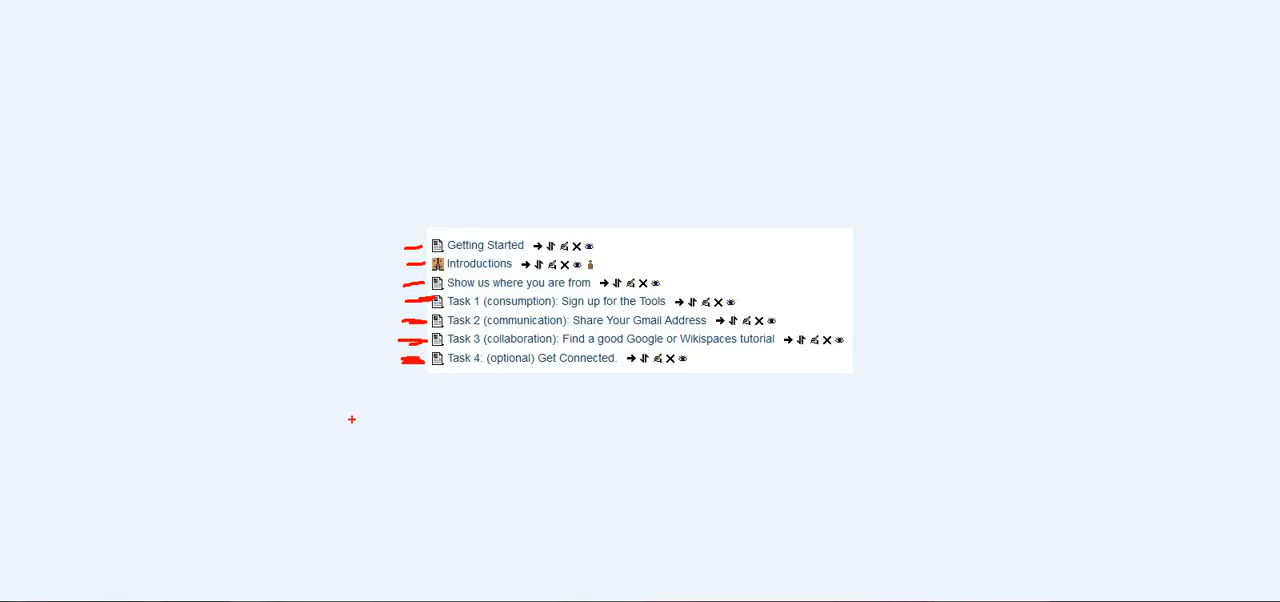 Getting Started
Introductions
Show us where you are from
Task 1 (consumption): Sign up for the Tools
Task 2 (communication): Share Your Gmail Address
Task 3 (collaboration): Find a good Google or Wikispaces tutorial
Task 4: (optional) Get Connected.